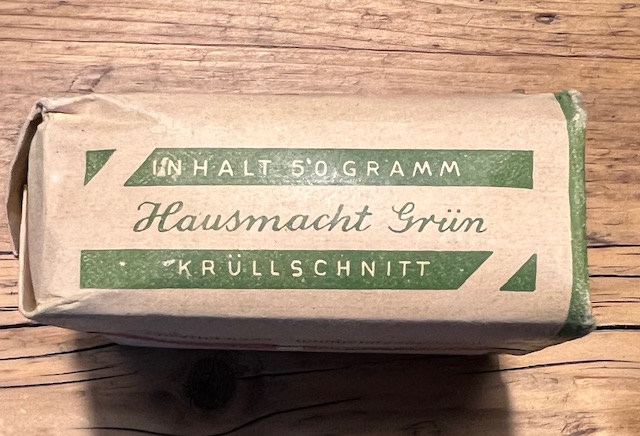 INHALT 50 GRAMM
Hausmacht Grün
KRÜLLSCHNITT